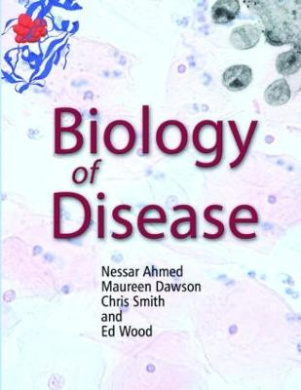 Biology
of
Disease
Nessar Ahmed
Maureen Dawson
Chris Smith
and
Ed Wood